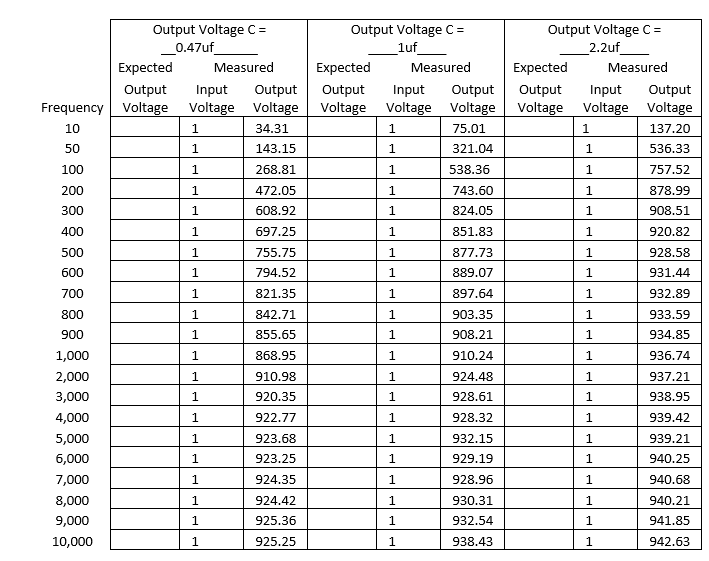 Output Voltage C = Output Voltage C = Output Voltage C =
__0.47uf______ ____1uf____ ____2.2uf____
Expected Measured Expected Measured Expected Measured
Output Input Output Output Input Output Output Input Output
Frequency Voltage Voltage Voltage Voltage Voltage Voltage Voltage Voltage Voltage
10 1 34.31 1 75.01 1 137.20
50 1 143.15 1 321.04 1 536.33
100 1 268.81 1 538.36 1 757.52
200 1 472.05 1 743.60 1 878.99
300 1 608.92 1 824.05 1 908.51
400 1 697.25 1 851.83 1 920.82
500 1 755.75 1 877.73 1 928.58
600 1 794.52 1 889.07 1 931.44
700 1 821.35 1 897.64 1 932.89
800 1 842.71 1 903.35 1 933.59
900 1 855.65 1 908.21 1 934.85
1,000 1 868.95 1 910.24 1 936.74
2,000 1 910.98 1 924.48 1 937.21
3,000 1 920.35 1 928.61 1 938.95
4,000 1 922.77 1 928.32 1 939.42
5,000 1 923.68 1 932.15 1 939.21
6,000 1 923.25 1 929.19 1 940.25
7,000 1 924.35 1 928.96 1 940.68
8,000 1 924.42 1 930.31 1 940.21
9,000 1 925.36 1 932.54 1 941.85
10,000 1 925.25 1 938.43 1 942.63